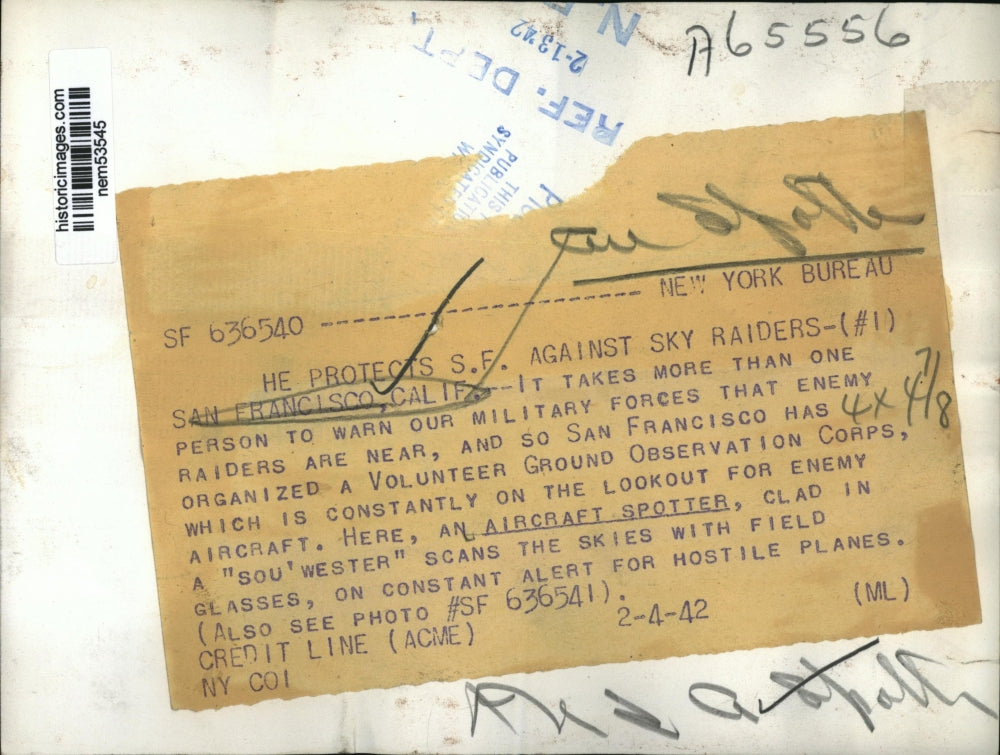 A65556
N E
2-1342
REF. DEPT
historicimages.com
nem53545
THIS
PUBLICATI
SYNDICATE
NEW YORK BUREAU
SF 636540 --------------------
HE PROTECTS S.F. AGAINST SKY RAIDERS-(#1)
SAN FRANCISCO, CALIF.--IT TAKES MORE THAN ONE
PERSON TO WARN OUR MILITARY FORCES THAT ENEMY
RAIDERS ARE NEAR, AND SO SAN FRANCISCO HAS
ORGANIZED A VOLUNTEER GROUND OBSERVATION CORPS,
WHICH IS CONSTANTLY ON THE LOOKOUT FOR ENEMY
AIRCRAFT. HERE, AN AIRCRAFT SPOTTER, CLAD IN
A "SOU'WESTER" SCANS THE SKIES WITH FIELD
GLASSES, ON CONSTANT ALERT FOR HOSTILE PLANES.
(ALSO SEE PHOTO #SF 636541).
CREDIT LINE (ACME) 2-4-42 (ML)
NY COI
4 x 4 7/8